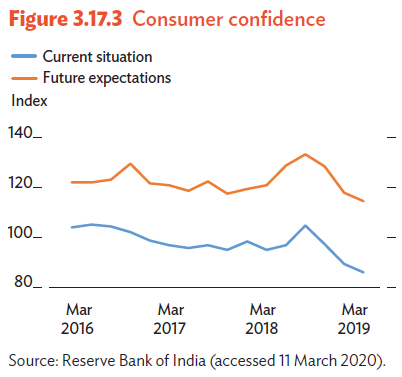 Figure 3.17.3 Consumer confidence
Current situation
Future expectations
Index
140
120
100
80
Mar Mar Mar Mar
2016 2017 2018 2019
Source: Reserve Bank of India (accessed 11 March 2020).